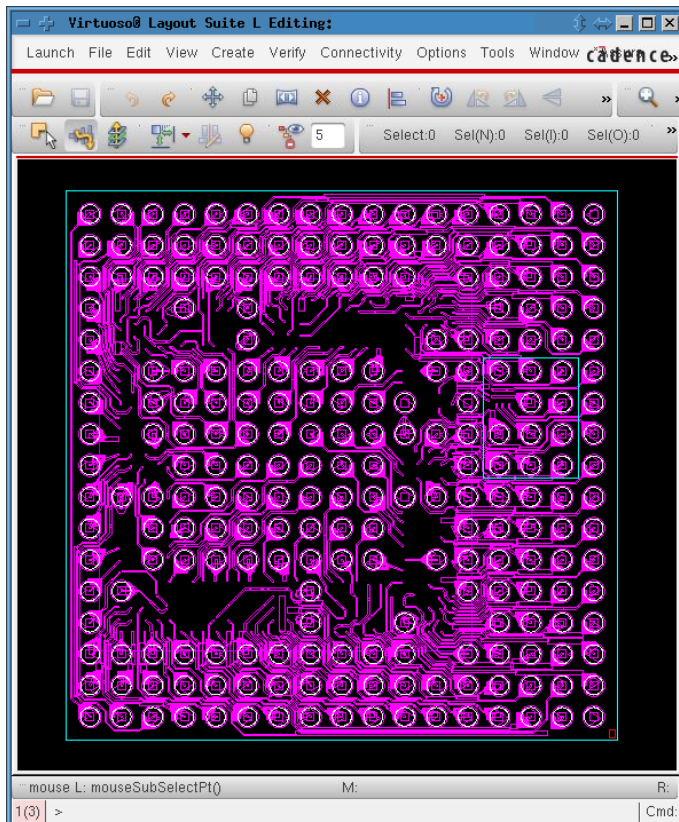 Virtuoso® Layout Suite L Editing:
Launch File Edit View Create Verify Connectivity Options Tools Window cādence »
» »
5 Select:0 Sel(N):0 Sel(I):0 Sel(O):0 »
mouse L: mouseSubSelectPt() M: R:
1(3) > Cmd: